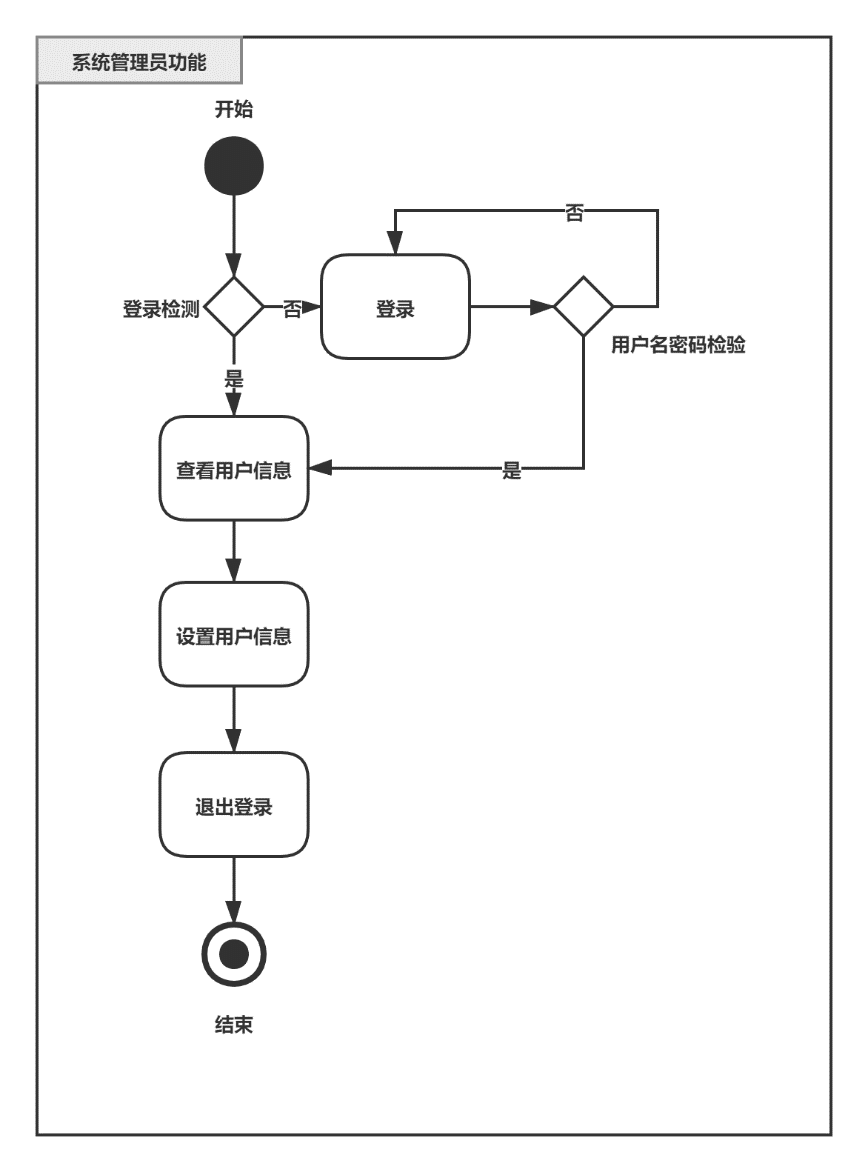 系统管理员功能
开始
否
登录检测
否
登录
用户名密码检验
是
查看用户信息
是
设置用户信息
退出登录
结束